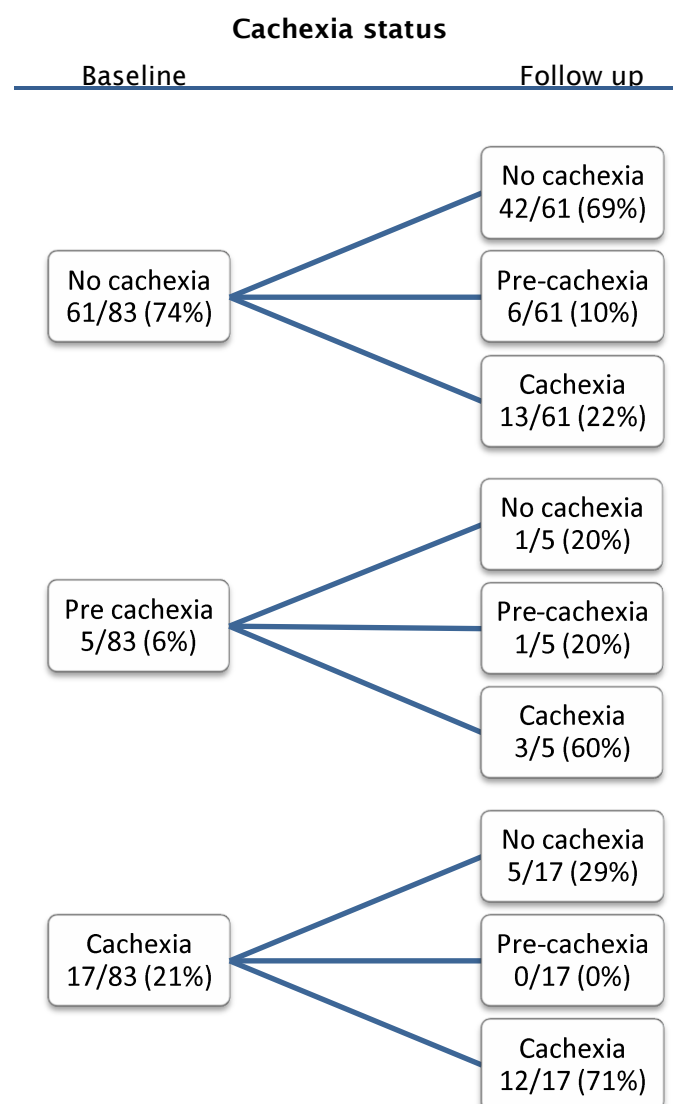 Cachexia status
Baseline
Follow up
No cachexia
61/83 (74%)
No cachexia
42/61 (69%)
Pre-cachexia
6/61 (10%)
Cachexia
13/61 (22%)
Pre cachexia
5/83 (6%)
No cachexia
1/5 (20%)
Pre-cachexia
1/5 (20%)
Cachexia
3/5 (60%)
Cachexia
17/83 (21%)
No cachexia
5/17 (29%)
Pre-cachexia
0/17 (0%)
Cachexia
12/17 (71%)